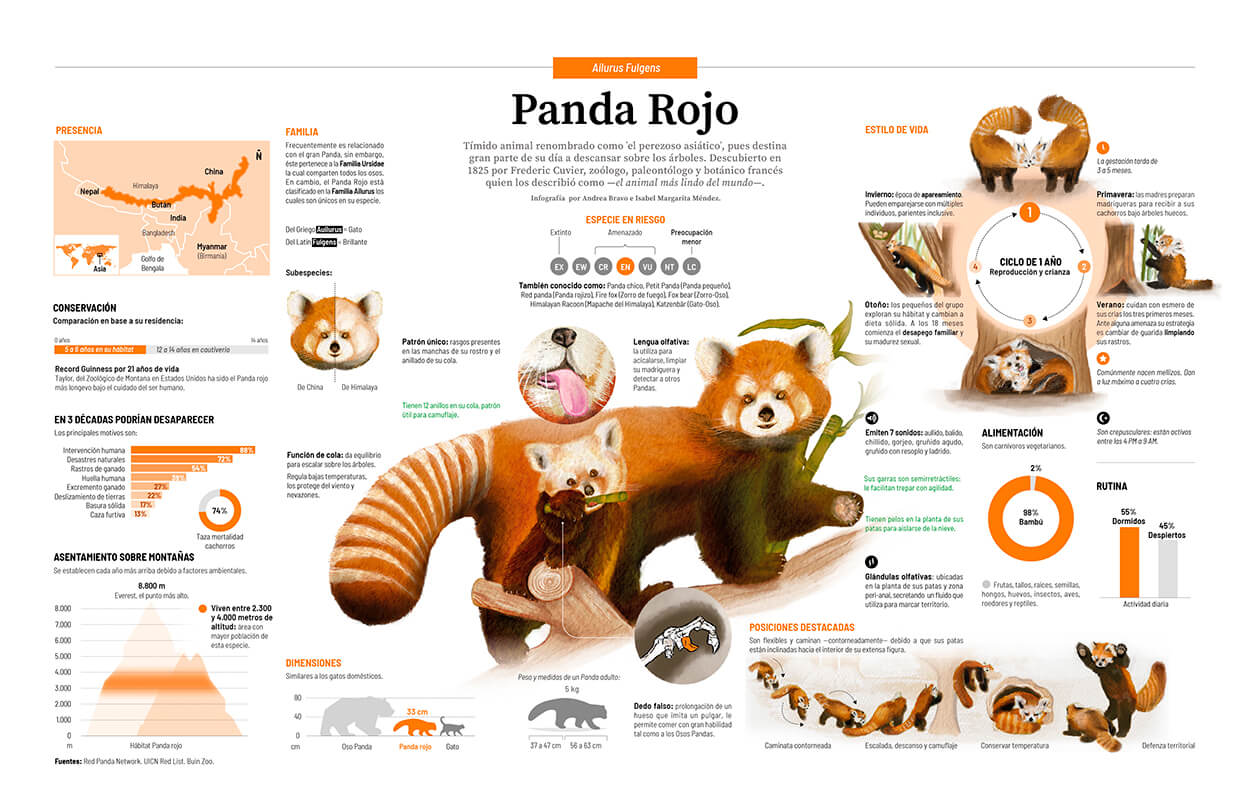 Ailurus Fulgens
Panda Rojo
Tímido animal renombrado como 'el perezoso asiático', pues destina
gran parte de su día a descansar sobre los árboles. Descubierto en
1825 por Frederic Cuvier, zoólogo, paleontólogo y botánico francés
quien los describió como —el animal más lindo del mundo—.
Infografía por Andrea Bravo e Isabel Margarita Méndez.
PRESENCIA
Ñ
China
Nepal
Himalaya
Bután
India
Bangladesh
Myanmar
(Birmania)
Golfo de
Bengala
Asia
FAMILIA
Frecuentemente es relacionado
con el gran Panda, sin embargo,
éste pertenece a la Familia Ursidae
la cual comparten todos los osos.
En cambio, el Panda Rojo está
clasificado en la Familia Ailurus los
cuales son únicos en su especie.
Del Griego Auilurus = Gato
Del Latín Fulgens = Brillante
Subespecies:
De China
De Himalaya
ESPECIE EN RIESGO
Extinto
Amenazado
Preocupación
menor
EX
EW
CR
EN
VU
NT
LC
También conocido como: Panda chico, Petit Panda (Panda pequeño),
Red panda (Panda rojizo), Fire fox (Zorro de fuego), Fox bear (Zorro-Oso),
Himalayan Racoon (Mapache del Himalaya), Katzenbär (Gato-Oso).
CONSERVACIÓN
Comparación en base a su residencia:
0 años
14 años
5 a 8 años en su hábitat
12 a 14 años en cautiverio
Record Guinness por 21 años de vida
Taylor, del Zoológico de Montana en Estados Unidos ha sido el Panda rojo
más longevo bajo el cuidado del ser humano.
EN 3 DÉCADAS PODRÍAN DESAPARECER
Los principales motivos son:
Intervención humana 88%
Desastres naturales 72%
Rastros de ganado 54%
Huella humana
Excremento ganado 27%
Deslizamiento de tierras 22%
Basura sólida 17%
Caza furtiva 13%
74%
Taza mortalidad
cachorros
ASENTAMIENTO SOBRE MONTAÑAS
Se establecen cada año más arriba debido a factores ambientales.
8.800 m
Everest, el punto más alto.
8.000
7.000
6.000
5.000
4.000
3.000
2.000
1.000
0
m
Hábitat Panda rojo
Viven entre 2.300
y 4.000 metros de
altitud: área con
mayor población de
esta especie.
Fuentes: Red Panda Network. UICN Red List. Buin Zoo.
Patrón único: rasgos presentes
en las manchas de su rostro y el
anillado de su cola.
Tienen 12 anillos en su cola, patrón
útil para camuflaje.
Función de cola: da equilibrio
para escalar sobre los árboles.
Regula bajas temperaturas,
los protege del viento y
nevazones.
Lengua olfativa:
la utiliza para
acicalarse, limpiar
su madriguera y
detectar a otros
Pandas.
DIMENSIONES
Similares a los gatos domésticos.
80
40
0
cm
33 cm
Oso Panda
Panda rojo
Gato
Peso y medidas de un Panda adulto:
5 kg
37 a 47 cm
56 a 63 cm
Dedo falso: prolongación de un
hueso que imita un pulgar, le
permite comer con gran habilidad
tal como a los Osos Pandas.
ESTILO DE VIDA
La gestación tarda de
3 a 5 meses.
Invierno: época de apareamiento.
Pueden emparejarse con múltiples
individuos, parientes inclusive.
Primavera: las madres preparan
madrigueras para recibir a sus
cachorros bajo árboles huecos.
1
2
3
4
CICLO DE 1 AÑO
Reproducción y crianza
Otoño: los pequeños del grupo
exploran su hábitat y cambian a
dieta sólida. A los 18 meses
comienza el desapego familiar y
su madurez sexual.
Verano: cuidan con esmero de
sus crías los tres primeros meses.
Ante alguna amenaza su estrategia
es cambiar de guarida limpiando
sus rastros.
Comúnmente nacen mellizos. Dan
a luz máximo a cuatro crías.
Emiten 7 sonidos: aullido, balido,
chillido, gorjeo, gruñido agudo,
gruñido con resoplo y ladrido.
Sus garras son semirretráctiles:
le facilitan trepar con agilidad.
Tienen pelos en la planta de sus
patas para aislarse de la nieve.
Glándulas olfativas: ubicadas
en la planta de sus patas y zona
peri-anal, secretando un fluido que
utiliza para marcar territorio.
ALIMENTACIÓN
Son carnívoros vegetarianos.
2%
98%
Bambú
Frutas, tallos, raíces, semillas,
hongos, huevos, insectos, aves,
roedores y reptiles.
Son crepusculares: están activos
entre las 4 PM a 9 AM.
RUTINA
55%
Dormidos
45%
Despiertos
Actividad diaria
POSICIONES DESTACADAS
Son flexibles y caminan —contorneadamente— debido a que sus patas
están inclinadas hacia el interior de su extensa figura.
Caminata contorneada
Escalada, descanso y camuflaje
Conservar temperatura
Defenza territorial